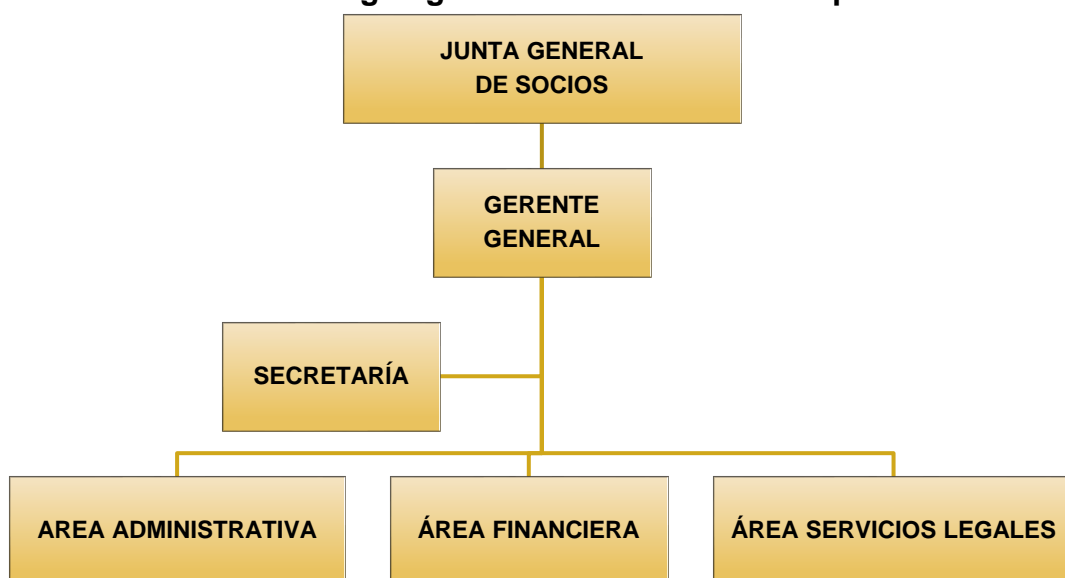 JUNTA GENERAL
DE SOCIOS
GERENTE
GENERAL
SECRETARÍA
AREA ADMINISTRATIVA
ÁREA FINANCIERA
ÁREA SERVICIOS LEGALES